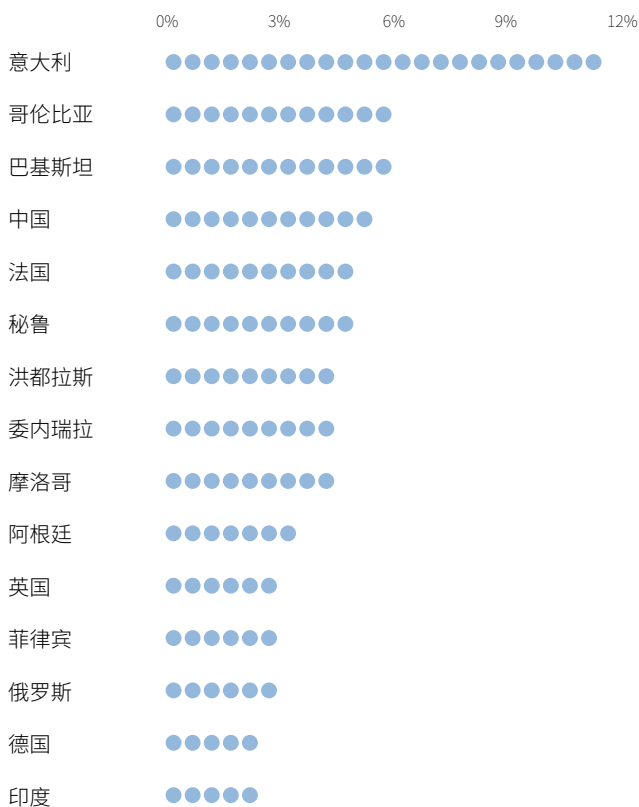 0% 3% 6% 9% 12%
意大利
哥伦比亚
巴基斯坦
中国
法国
秘鲁
洪都拉斯
委内瑞拉
摩洛哥
阿根廷
英国
菲律宾
俄罗斯
德国
印度